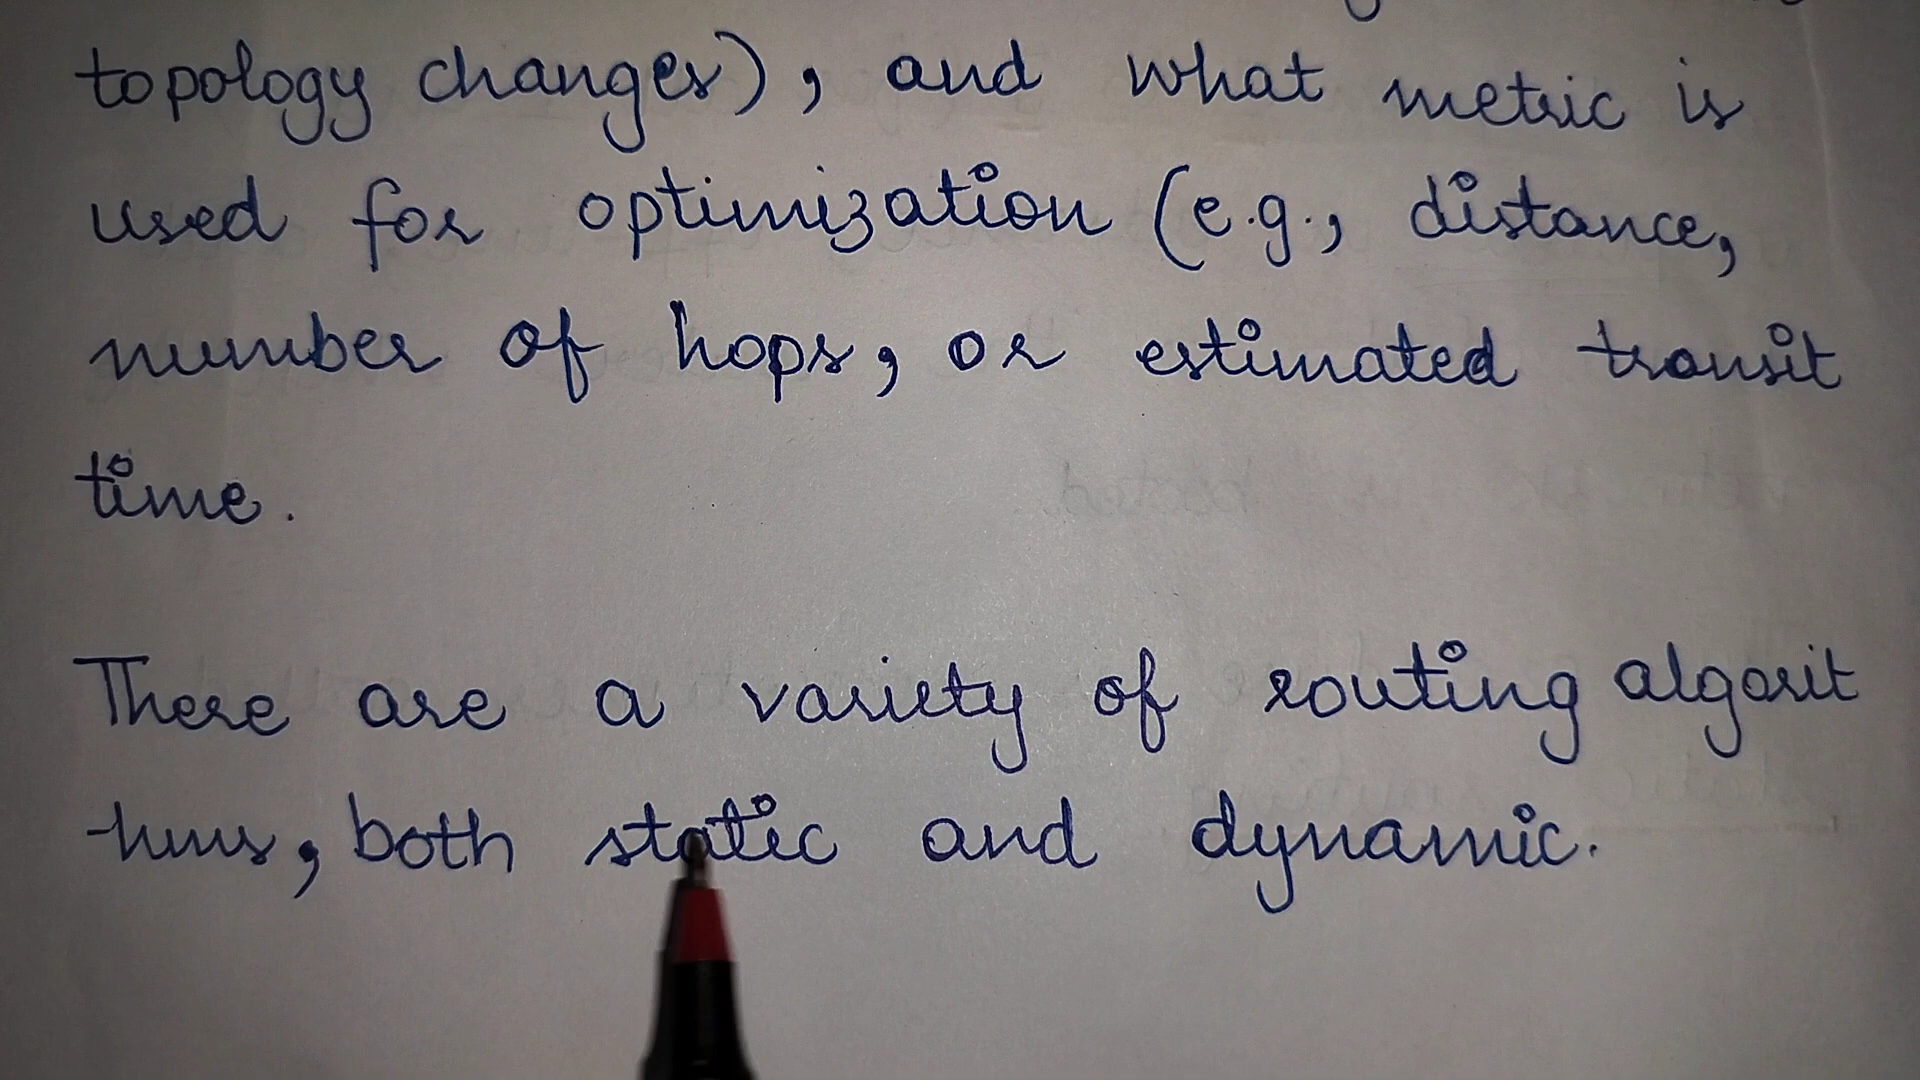 topology changes), and what metric is
used for optimization (e.g., distance,
number of hops, or estimated transit
time.
There are a variety of routing algorit
hms, both static and dynamic.